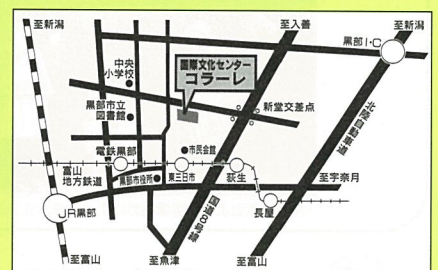 至新潟
至入善
至新潟
黒部I・C
中央
小学校
国際文化センター
コラーレ
黒部市立
図書館
新堂交差点
北陸自動車道
市民会館
電鉄黒部
富山
地方鉄道
黒部市役所
東三日市
荻生
至宇奈月
国道8号線
長屋
JR黒部
至富山
至魚津
至富山